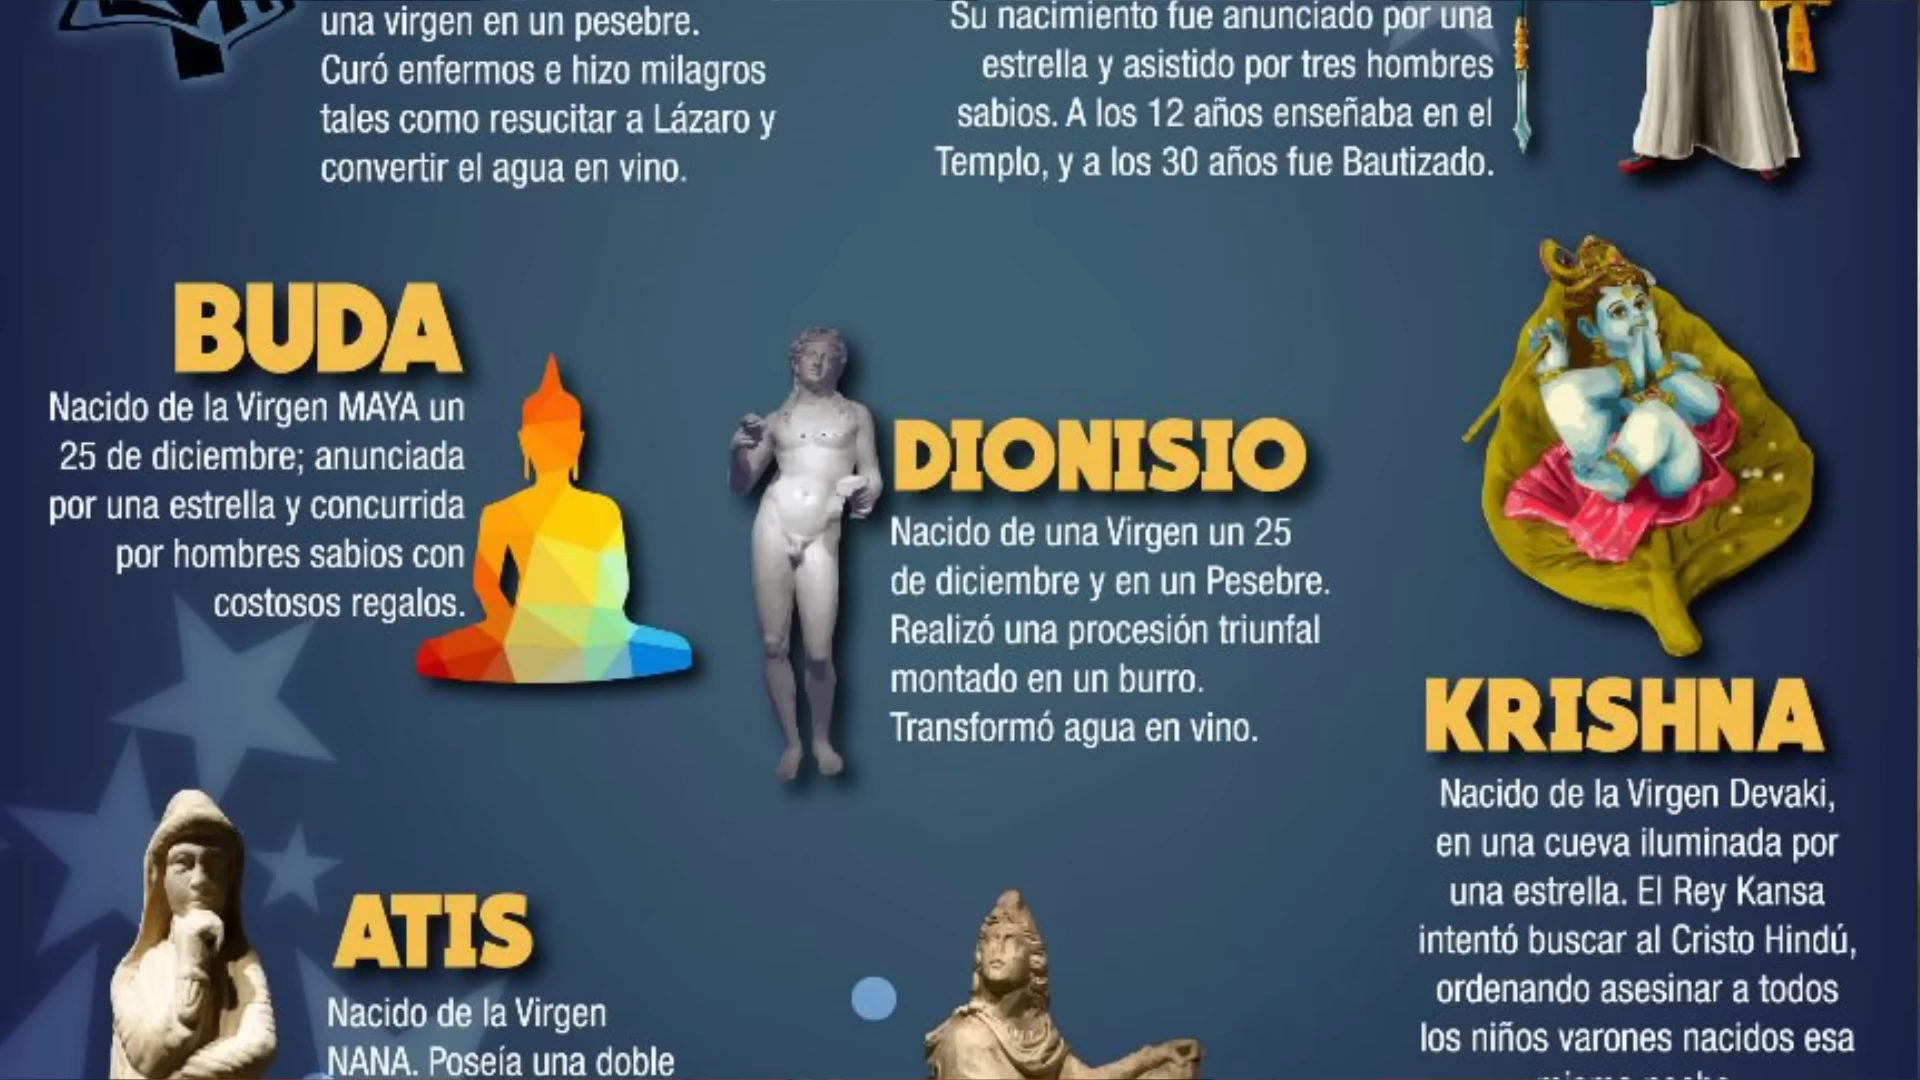 una virgen en un pesebre.
Curó enfermos e hizo milagros
tales como resucitar a Lázaro y
convertir el agua en vino.
Su nacimiento fue anunciado por una
estrella y asistido por tres hombres
sabios. A los 12 años enseñaba en el
Templo, y a los 30 años fue Bautizado.
BUDA
Nacido de la Virgen MAYA un
25 de diciembre; anunciada
por una estrella y concurrida
por hombres sabios con
costosos regalos.
DIONISIO
Nacido de una Virgen un 25
de diciembre y en un Pesebre.
Realizó una procesión triunfal
montado en un burro.
Transformó agua en vino.
KRISHNA
Nacido de la Virgen Devaki,
en una cueva iluminada por
una estrella. El Rey Kansa
intentó buscar al Cristo Hindú,
ordenando asesinar a todos
los niños varones nacidos esa
ATIS
Nacido de la Virgen
NANA. Poseía una doble